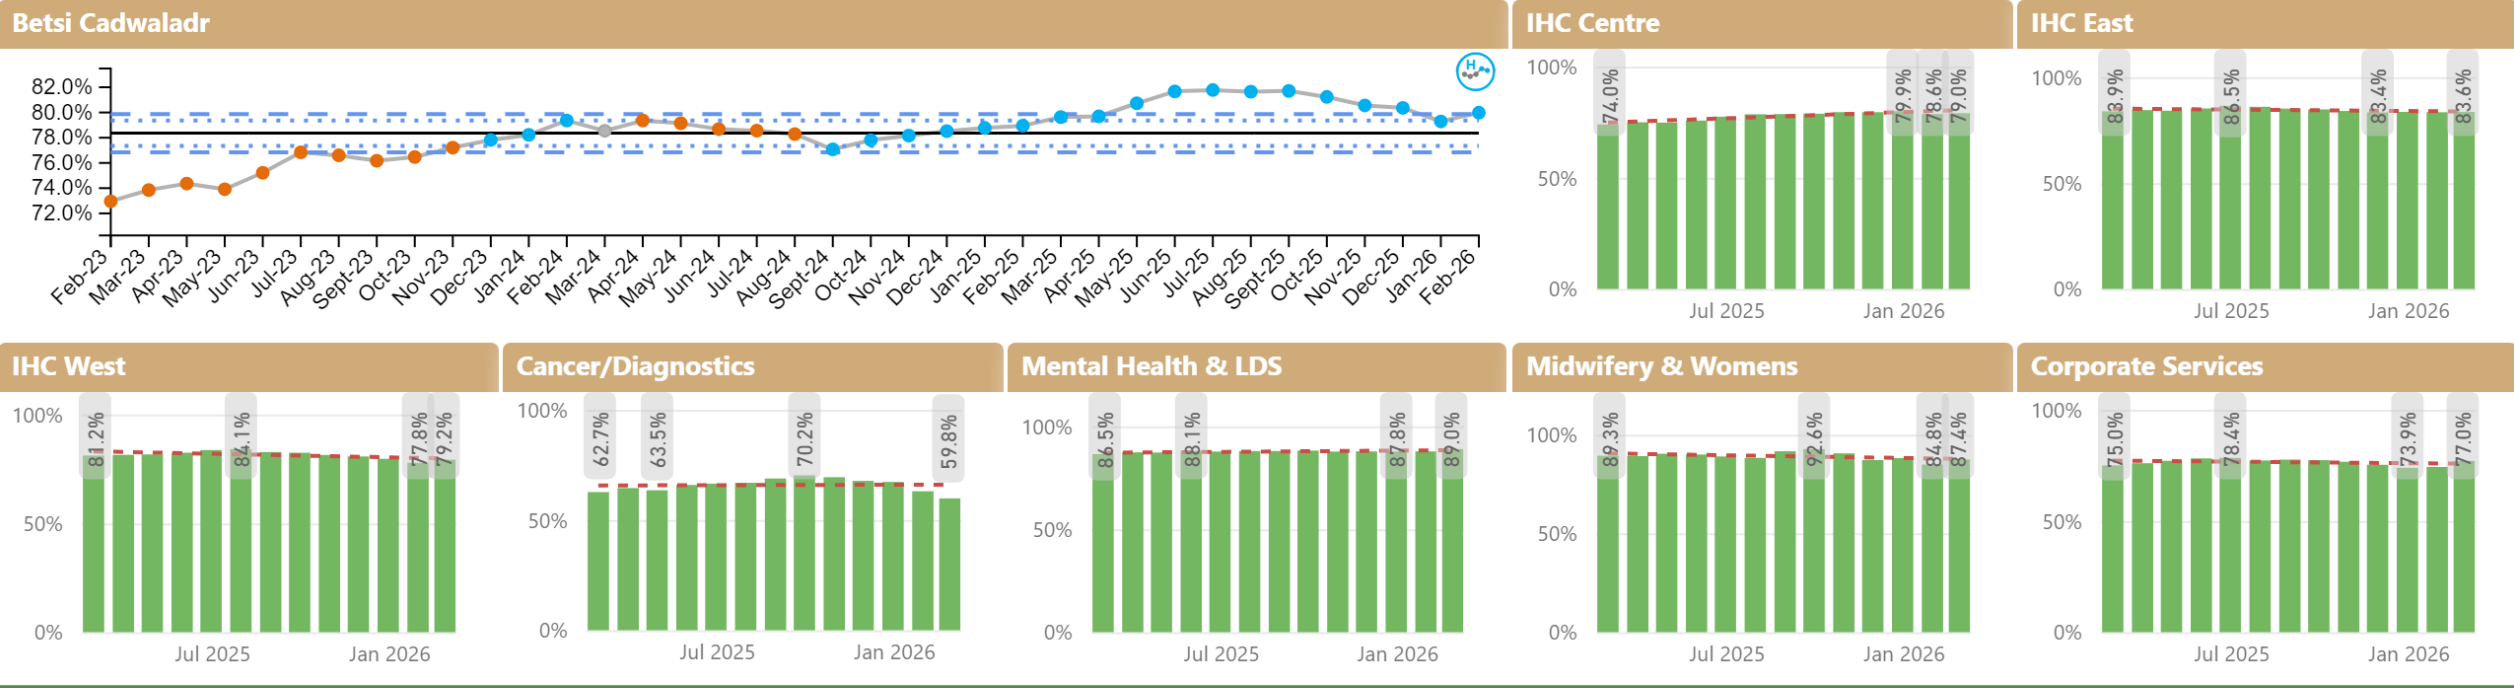 Betsi Cadwaladr
H
82.0%
80.0%
78.0%
76.0%
74.0%
72.0%
Feb-23
Mar-23
Apr-23
May-23
Jun-23
Jul-23
Aug-23
Sept-23
Oct-23
Nov-23
Dec-23
Jan-24
Feb-24
Mar-24
Apr-24
May-24
Jun-24
Jul-24
Aug-24
Sept-24
Oct-24
Nov-24
Dec-24
Jan-25
Feb-25
Mar-25
Apr-25
May-25
Jun-25
Jul-25
Aug-25
Sept-25
Oct-25
Nov-25
Dec-25
Jan-26
Feb-26
IHC Centre
100%
50%
0%
74.0%
79.9%
78.6%
79.0%
Jul 2025
Jan 2026
IHC East
100%
50%
0%
83.9%
86.5%
83.4%
83.6%
Jul 2025
Jan 2026
IHC West
100%
50%
0%
81.2%
84.1%
77.8%
79.2%
Jul 2025
Jan 2026
Cancer/Diagnostics
100%
50%
0%
62.7%
63.5%
70.2%
59.8%
Jul 2025
Jan 2026
Mental Health & LDS
100%
50%
0%
86.5%
88.1%
87.8%
89.0%
Jul 2025
Jan 2026
Midwifery & Womens
100%
50%
0%
89.3%
92.6%
84.8%
87.4%
Jul 2025
Jan 2026
Corporate Services
100%
50%
0%
75.0%
78.4%
73.9%
77.0%
Jul 2025
Jan 2026